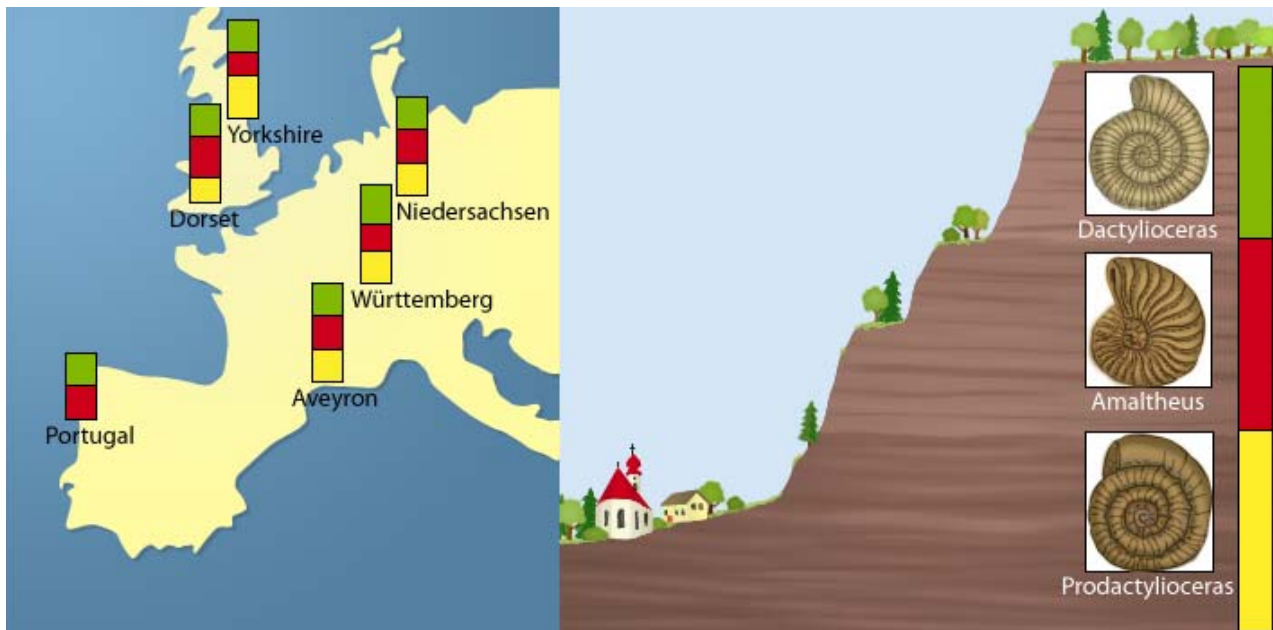 Yorkshire
Dorset
Niedersachsen
Württemberg
Aveyron
Portugal
Dactylioceras
Amaltheus
Prodactylioceras